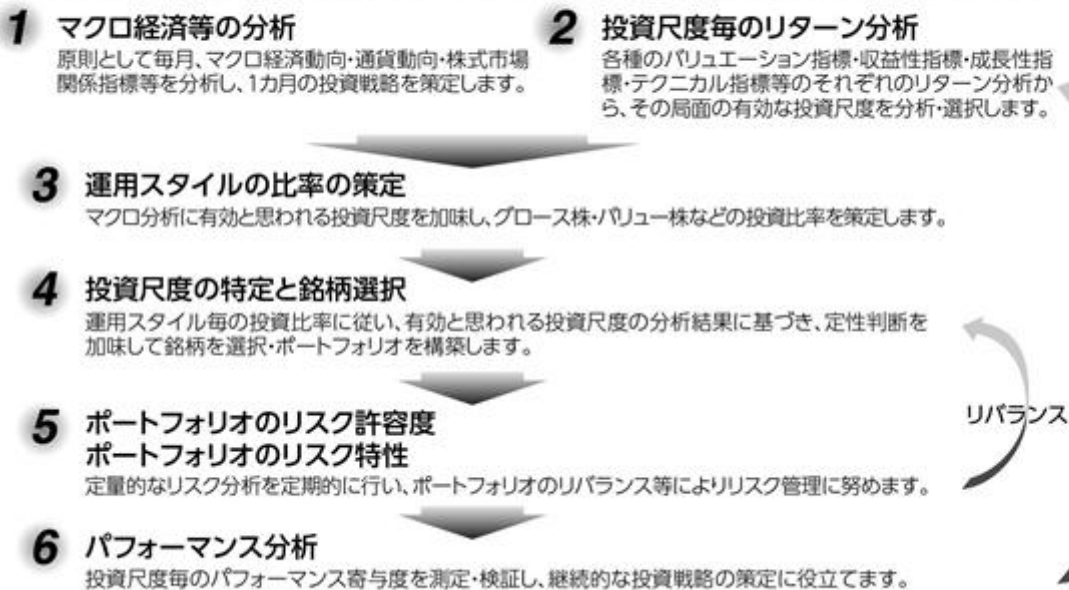 1 マクロ経済等の分析
原則として毎月、マクロ経済動向・通貨動向・株式市場
関係指標等を分析し、1カ月の投資戦略を策定します。
2 投資尺度毎のリターン分析
各種のバリュエーション指標・収益性指標・成長性指
標・テクニカル指標等のそれぞれのリターン分析か
ら、その局面の有効な投資尺度を分析・選択します。
3 運用スタイルの比率の策定
マクロ分析に有効と思われる投資尺度を加味し、グロース株・バリュー株などの投資比率を策定します。
4 投資尺度の特定と銘柄選択
運用スタイル毎の投資比率に従い、有効と思われる投資尺度の分析結果に基づき、定性判断を
加味して銘柄を選択・ポートフォリオを構築します。
リバランス
5 ポートフォリオのリスク許容度
ポートフォリオのリスク特性
定量的なリスク分析を定期的に行い、ポートフォリオのリバランス等によりリスク管理に努めます。
6 パフォーマンス分析
投資尺度毎のパフォーマンス寄与度を測定・検証し、継続的な投資戦略の策定に役立てます。